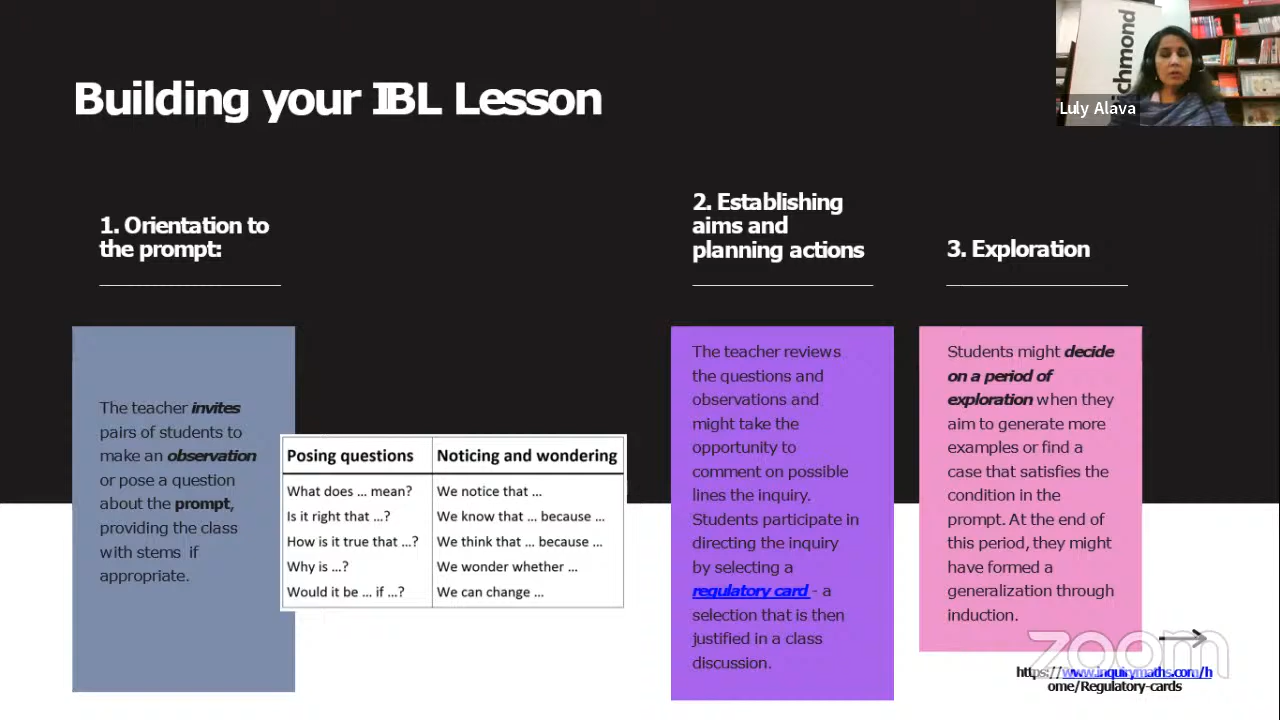 Building your IBL Lesson
ichmond
Luly Alava
1. Orientation to
the prompt:
The teacher invites
pairs of students to
make an observation
or pose a question
about the prompt,
providing the class
with stems if
appropriate.
Posing questions
What does ... mean?
Is it right that ...?
How is it true that ...?
Why is ...?
Would it be ... if ...?
Noticing and wondering
We notice that ...
We know that ... because ...
We think that ... because ...
We wonder whether ...
We can change ...
2. Establishing
aims and
planning actions
The teacher reviews
the questions and
observations and
might take the
opportunity to
comment on possible
lines the inquiry.
Students participate in
directing the inquiry
by selecting a
regulatory card - a
selection that is then
justified in a class
discussion.
3. Exploration
Students might decide
on a period of
exploration when they
aim to generate more
examples or find a
case that satisfies the
condition in the
prompt. At the end of
this period, they might
have formed a
generalization through
induction.
zoom
https://www.inquirymaths.com/h
ome/Regulatory-cards